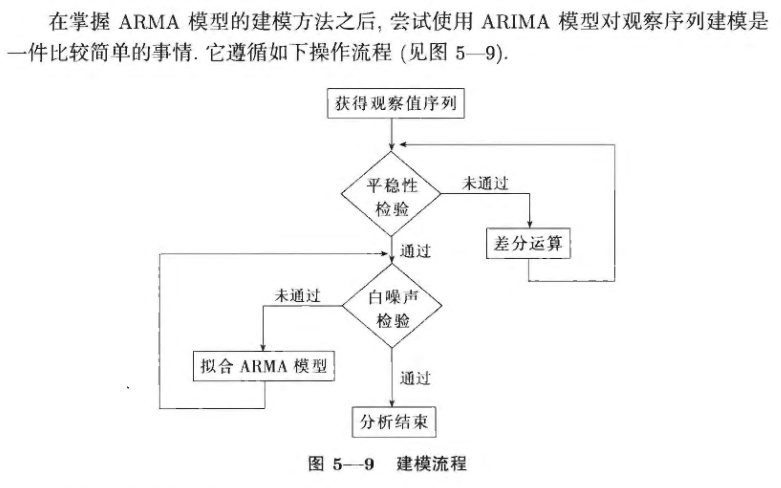 在掌握 ARMA 模型的建模方法之后, 尝试使用 ARIMA 模型对观察序列建模是
一件比较简单的事情. 它遵循如下操作流程 (见图 5—9).
获得观察值序列
平稳性
检验
未通过
差分运算
通过
白噪声
检验
未通过
拟合 ARMA 模型
通过
分析结束
图 5—9 建模流程